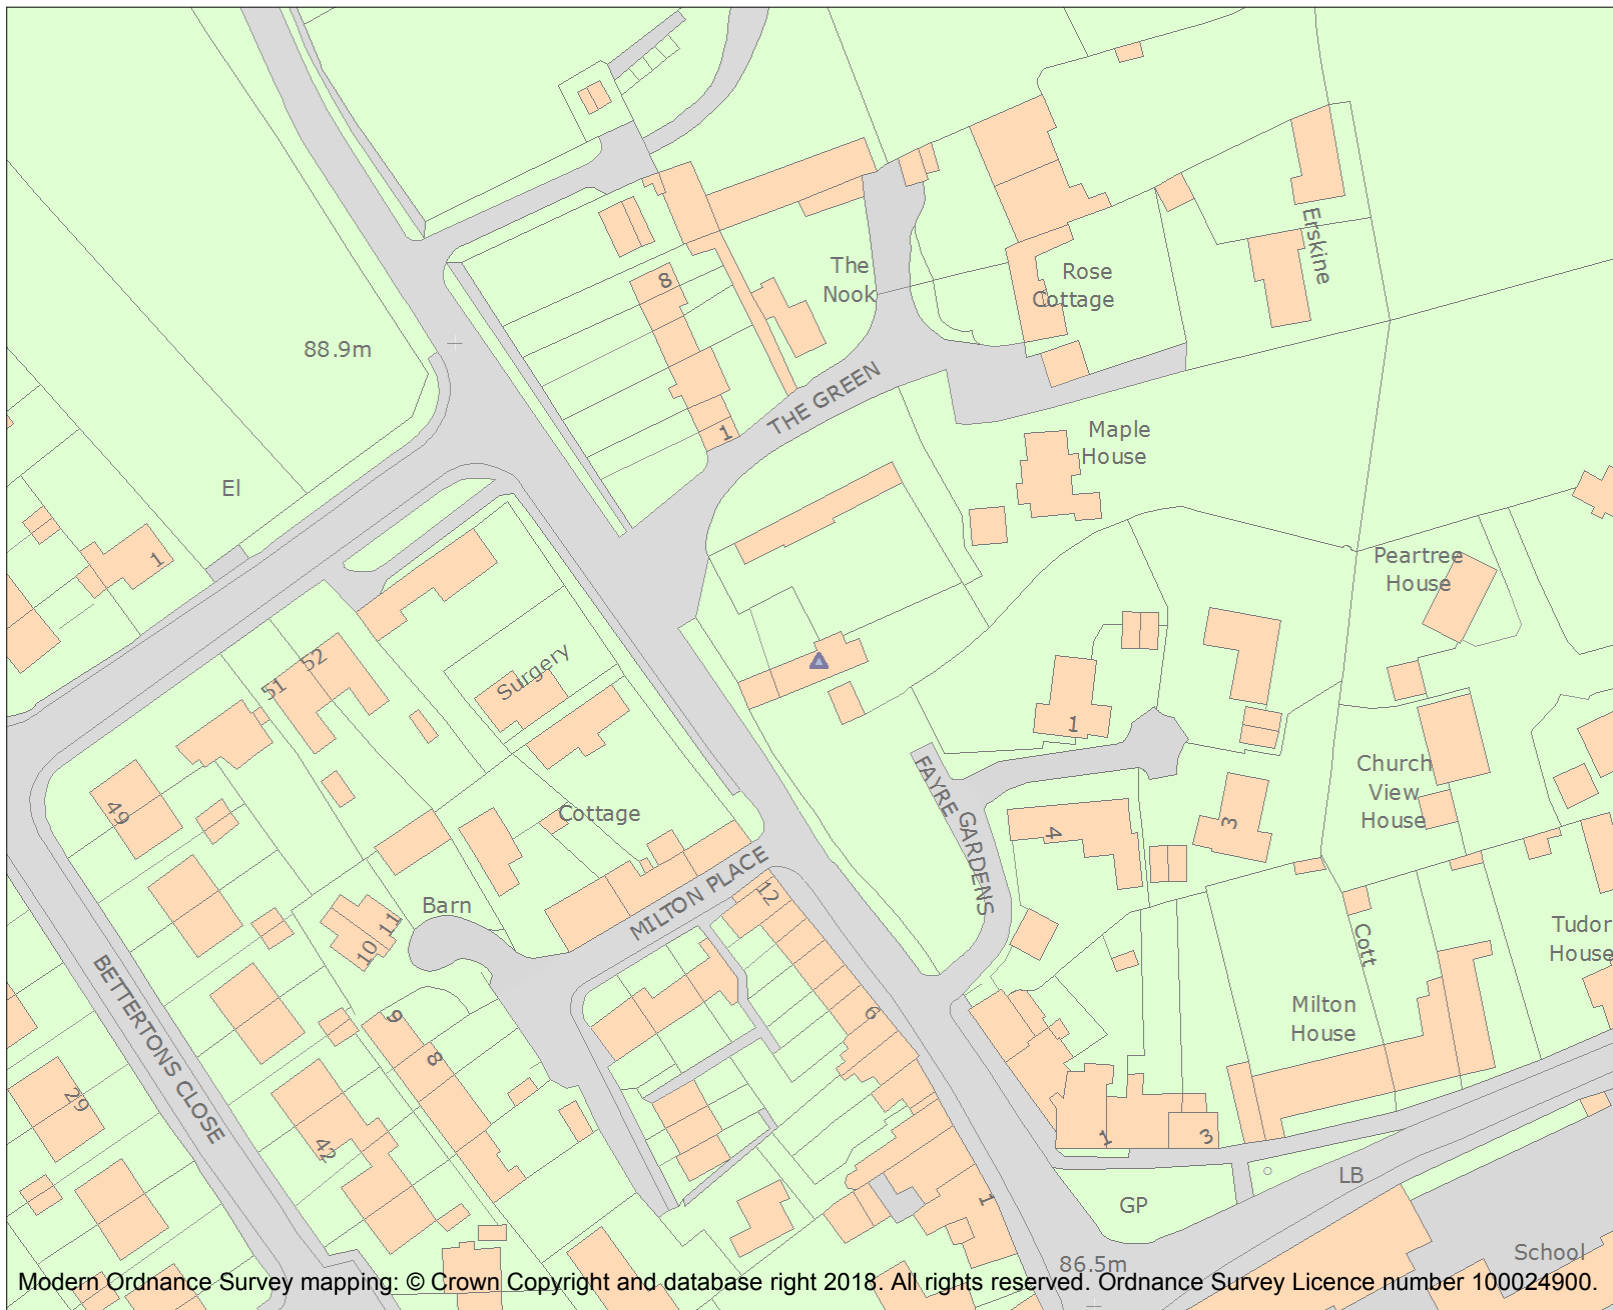 8
The
Nook
Rose
Cottage
Erskine
88.9m
THE GREEN
1
Maple
House
El
1
Peartree
House
52
51
Surgery
1
49
Cottage
FAYRE GARDENS
4
3
Church
View
House
MILTON PLACE
12
Barn
11
10
Tudor
House
Cott
BETTERTONS CLOSE
9
8
6
Milton
House
29
42
1
3
LB
1
GP
86.5m
School
Modern Ordnance Survey mapping: © Crown Copyright and database right 2018. All rights reserved. Ordnance Survey Licence number 100024900.